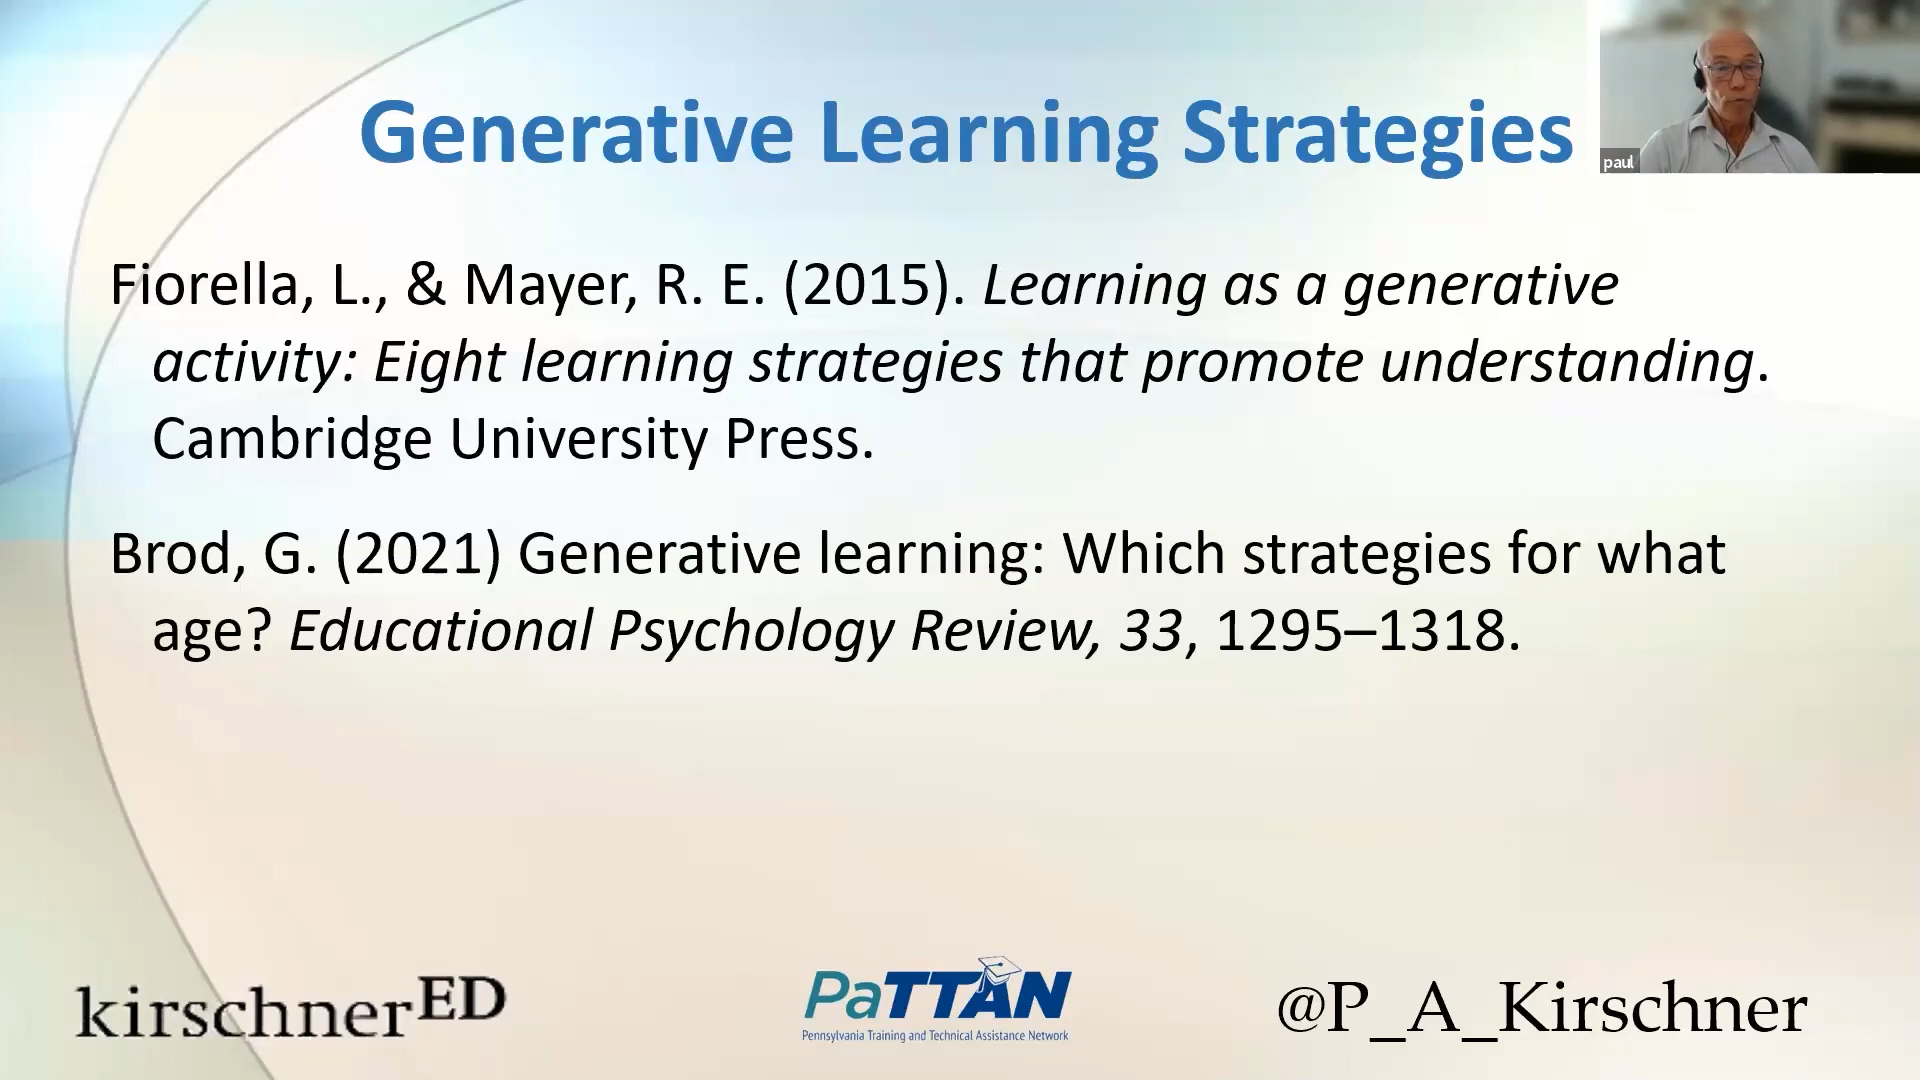 Generative Learning Strategies
paul
Fiorella, L., & Mayer, R. E. (2015). Learning as a generative
activity: Eight learning strategies that promote understanding.
Cambridge University Press.
Brod, G. (2021) Generative learning: Which strategies for what
age? Educational Psychology Review, 33, 1295–1318.
kirschnerED
PaTTAN
Pennsylvania Training and Technical Assistance Network
@P_A_Kirschner